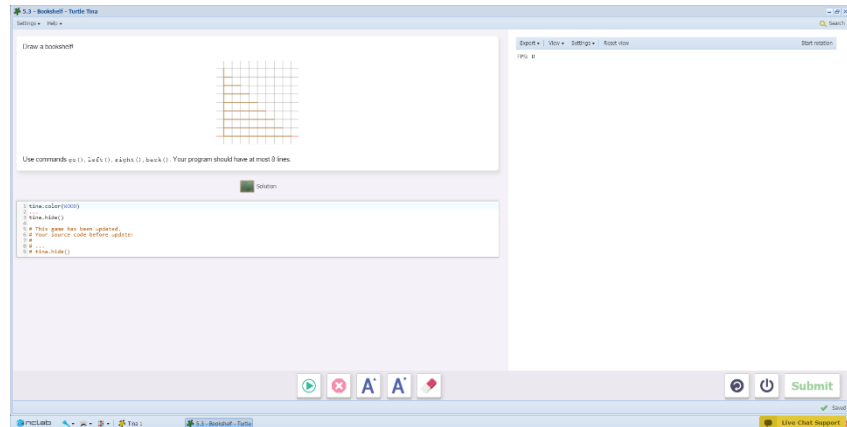 5.3 - Bookshelf - Turtle Tina
Settings Help
Search
Draw a bookshelf!
Use commands go(), left(), right(), back(). Your program should have at most 8 lines.
Solution
1 tina.color(WOOD)
2 ...
3 tina.hide()
4
5 # This game has been updated.
6 # Your source code before update:
7 #
8 # ...
9 # tina.hide()
Export View Settings Reset view
Start rotation
A+ A-
Submit
Saved
nclab
Tina 1
5.3 - Bookshelf - Turtle
Live Chat Support